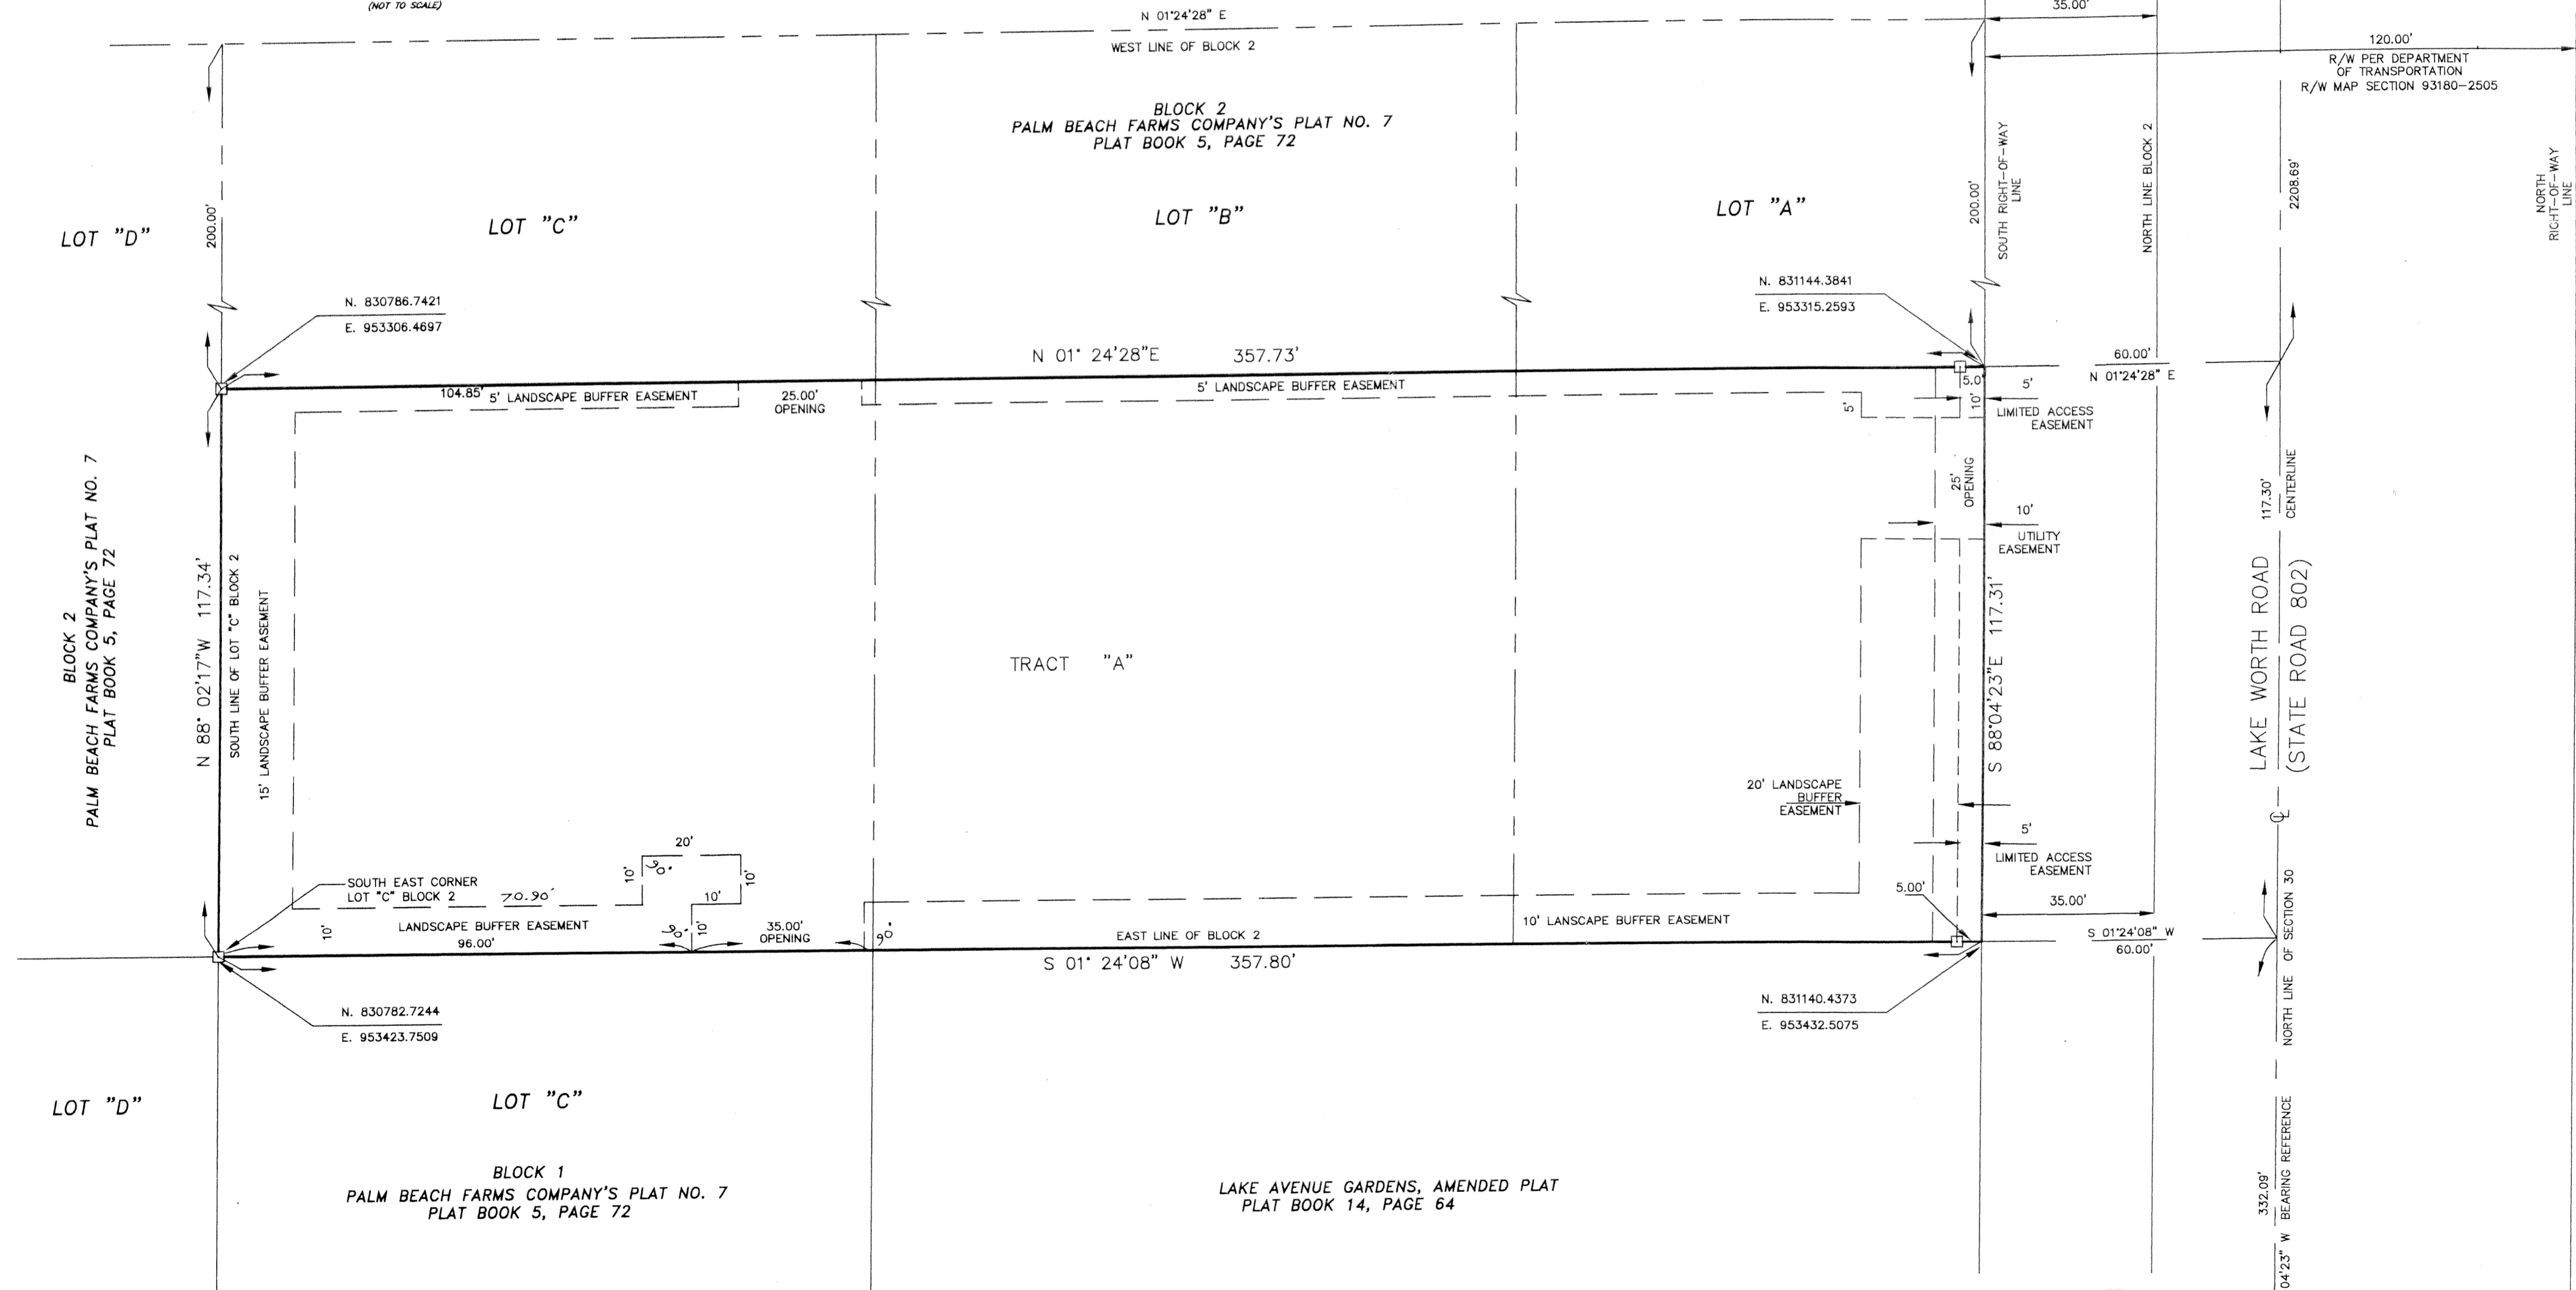 (NOT TO SCALE)
N 01°24'28" E
WEST LINE OF BLOCK 2
35.00'
120.00'
R/W PER DEPARTMENT
OF TRANSPORTATION
R/W MAP SECTION 93180-2505
BLOCK 2
PALM BEACH FARMS COMPANY'S PLAT NO. 7
PLAT BOOK 5, PAGE 72
LOT "D"
200.00'
LOT "C"
LOT "B"
LOT "A"
200.00'
SOUTH RIGHT-OF-WAY
LINE
NORTH LINE BLOCK 2
2208.69'
NORTH
RIGHT-OF-WAY
LINE
N. 830786.7421
E. 953306.4697
N. 831144.3841
E. 953315.2593
N 01° 24'28"E 357.73'
60.00'
N 01°24'28" E
104.85'
5' LANDSCAPE BUFFER EASEMENT
25.00'
OPENING
5' LANDSCAPE BUFFER EASEMENT
5'
5.0'
10'
5'
LIMITED ACCESS
EASEMENT
25'
OPENING
10'
UTILITY
EASEMENT
117.30'
CENTERLINE
BLOCK 2
PALM BEACH FARMS COMPANY'S PLAT NO. 7
PLAT BOOK 5, PAGE 72
N 88° 02'17"W 117.34'
SOUTH LINE OF LOT "C" BLOCK 2
15' LANDSCAPE BUFFER EASEMENT
TRACT "A"
S 88°04'23"E 117.31'
LAKE WORTH ROAD
(STATE ROAD 802)
20' LANDSCAPE
BUFFER
EASEMENT
5'
LIMITED ACCESS
EASEMENT
20'
10'
90°
10'
SOUTH EAST CORNER
LOT "C" BLOCK 2
70.90'
10'
10'
LANDSCAPE BUFFER EASEMENT
96.00'
90°
10'
35.00'
OPENING
90°
EAST LINE OF BLOCK 2
10' LANSCAPE BUFFER EASEMENT
5.00'
35.00'
S 01° 24'08" W 357.80'
S 01°24'08" W
60.00'
NORTH LINE OF SECTION 30
N. 830782.7244
E. 953423.7509
N. 831140.4373
E. 953432.5075
LOT "D"
LOT "C"
BLOCK 1
PALM BEACH FARMS COMPANY'S PLAT NO. 7
PLAT BOOK 5, PAGE 72
LAKE AVENUE GARDENS, AMENDED PLAT
PLAT BOOK 14, PAGE 64
332.09'
04'23" W BEARING REFERENCE